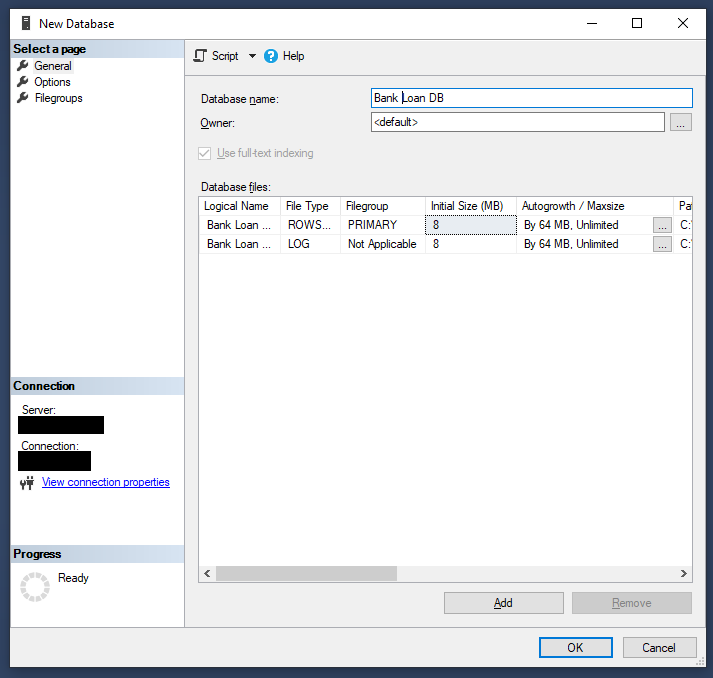 New Database
Select a page
General
Options
Filegroups
Script
Help
Database name:
Bank Loan DB
Owner:
<default>
...
Use full-text indexing
Database files:
Logical Name File Type Filegroup Initial Size (MB) Autogrowth / Maxsize Pa
Bank Loan ... ROWS... PRIMARY 8 By 64 MB, Unlimited ... C:\
Bank Loan ... LOG Not Applicable 8 By 64 MB, Unlimited ... C:\
Connection
Server:
Connection:
View connection properties
Progress
Ready
Add
Remove
OK
Cancel